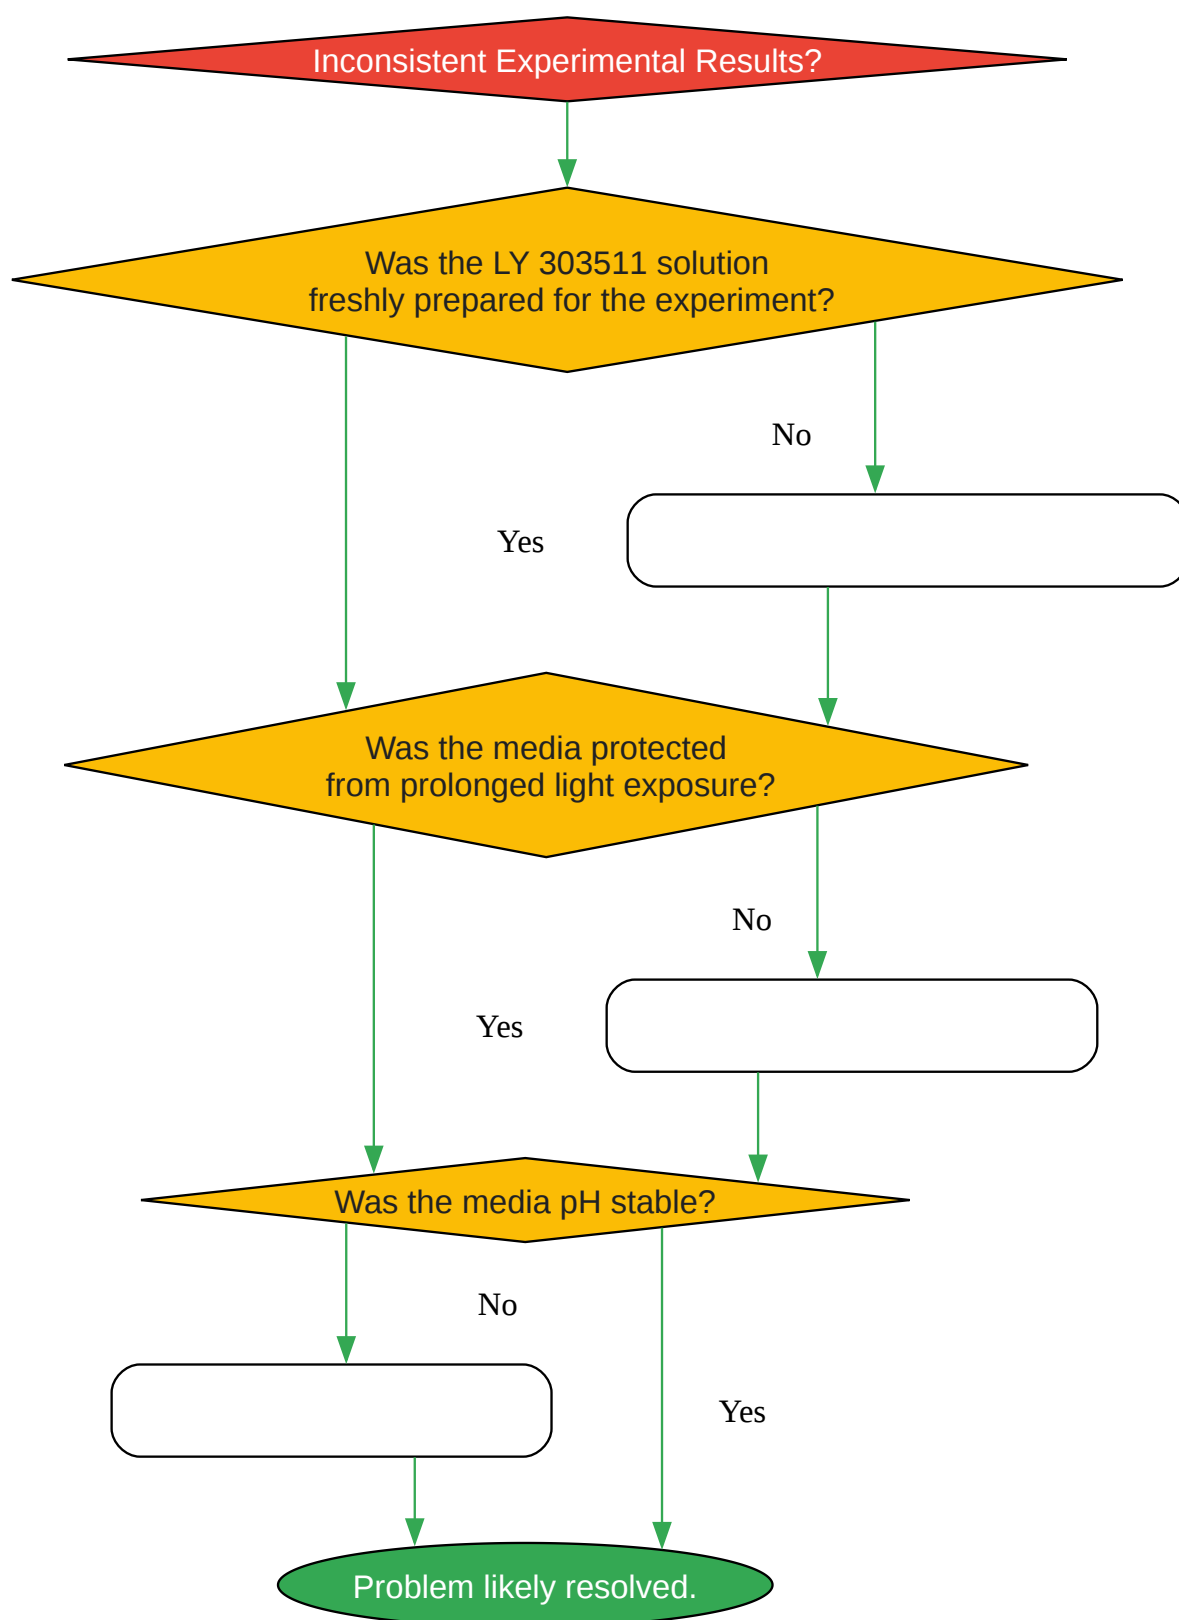 Inconsistent Experimental Results?
Was the LY 303511 solution
freshly prepared for the experiment?
No
Yes
Was the media protected
from prolonged light exposure?
No
Yes
Was the media pH stable?
No
Yes
Problem likely resolved.